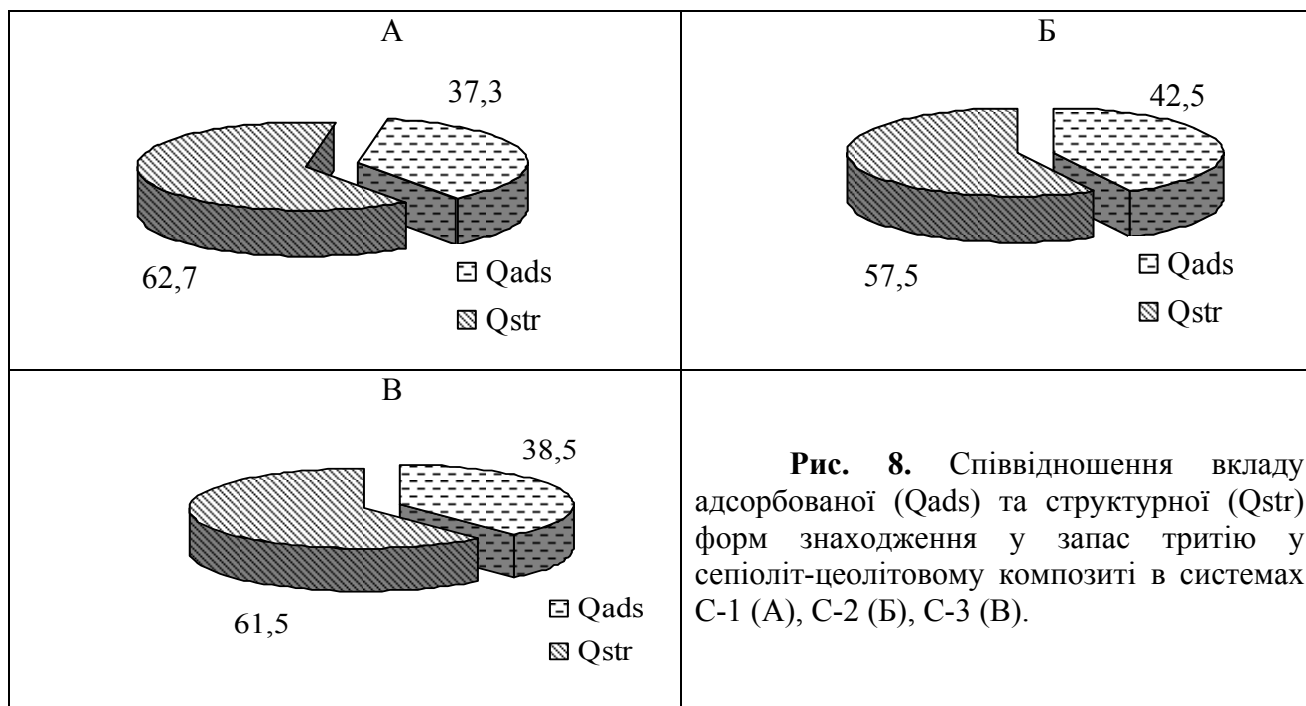 А
37,3
62,7
Qads
Qstr
Б
42,5
57,5
Qads
Qstr
В
38,5
61,5
Qads
Qstr
Рис. 8. Співвідношення вкладу
адсорбованої (Qads) та структурної (Qstr)
форм знаходження у запас тритію у
сепіоліт-цеолітовому композиті в системах
С-1 (А), С-2 (Б), С-3 (В).